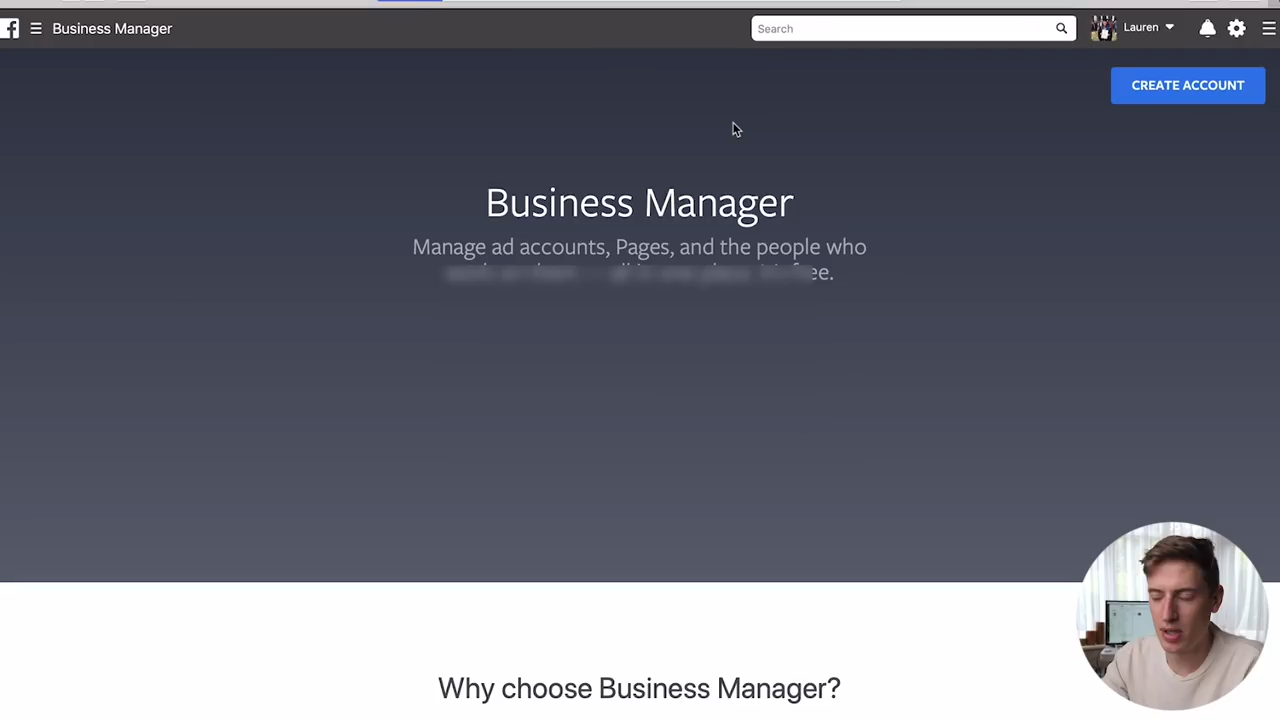 Business Manager
Search
Lauren
CREATE ACCOUNT
Business Manager
Manage ad accounts, Pages, and the people who
Why choose Business Manager?